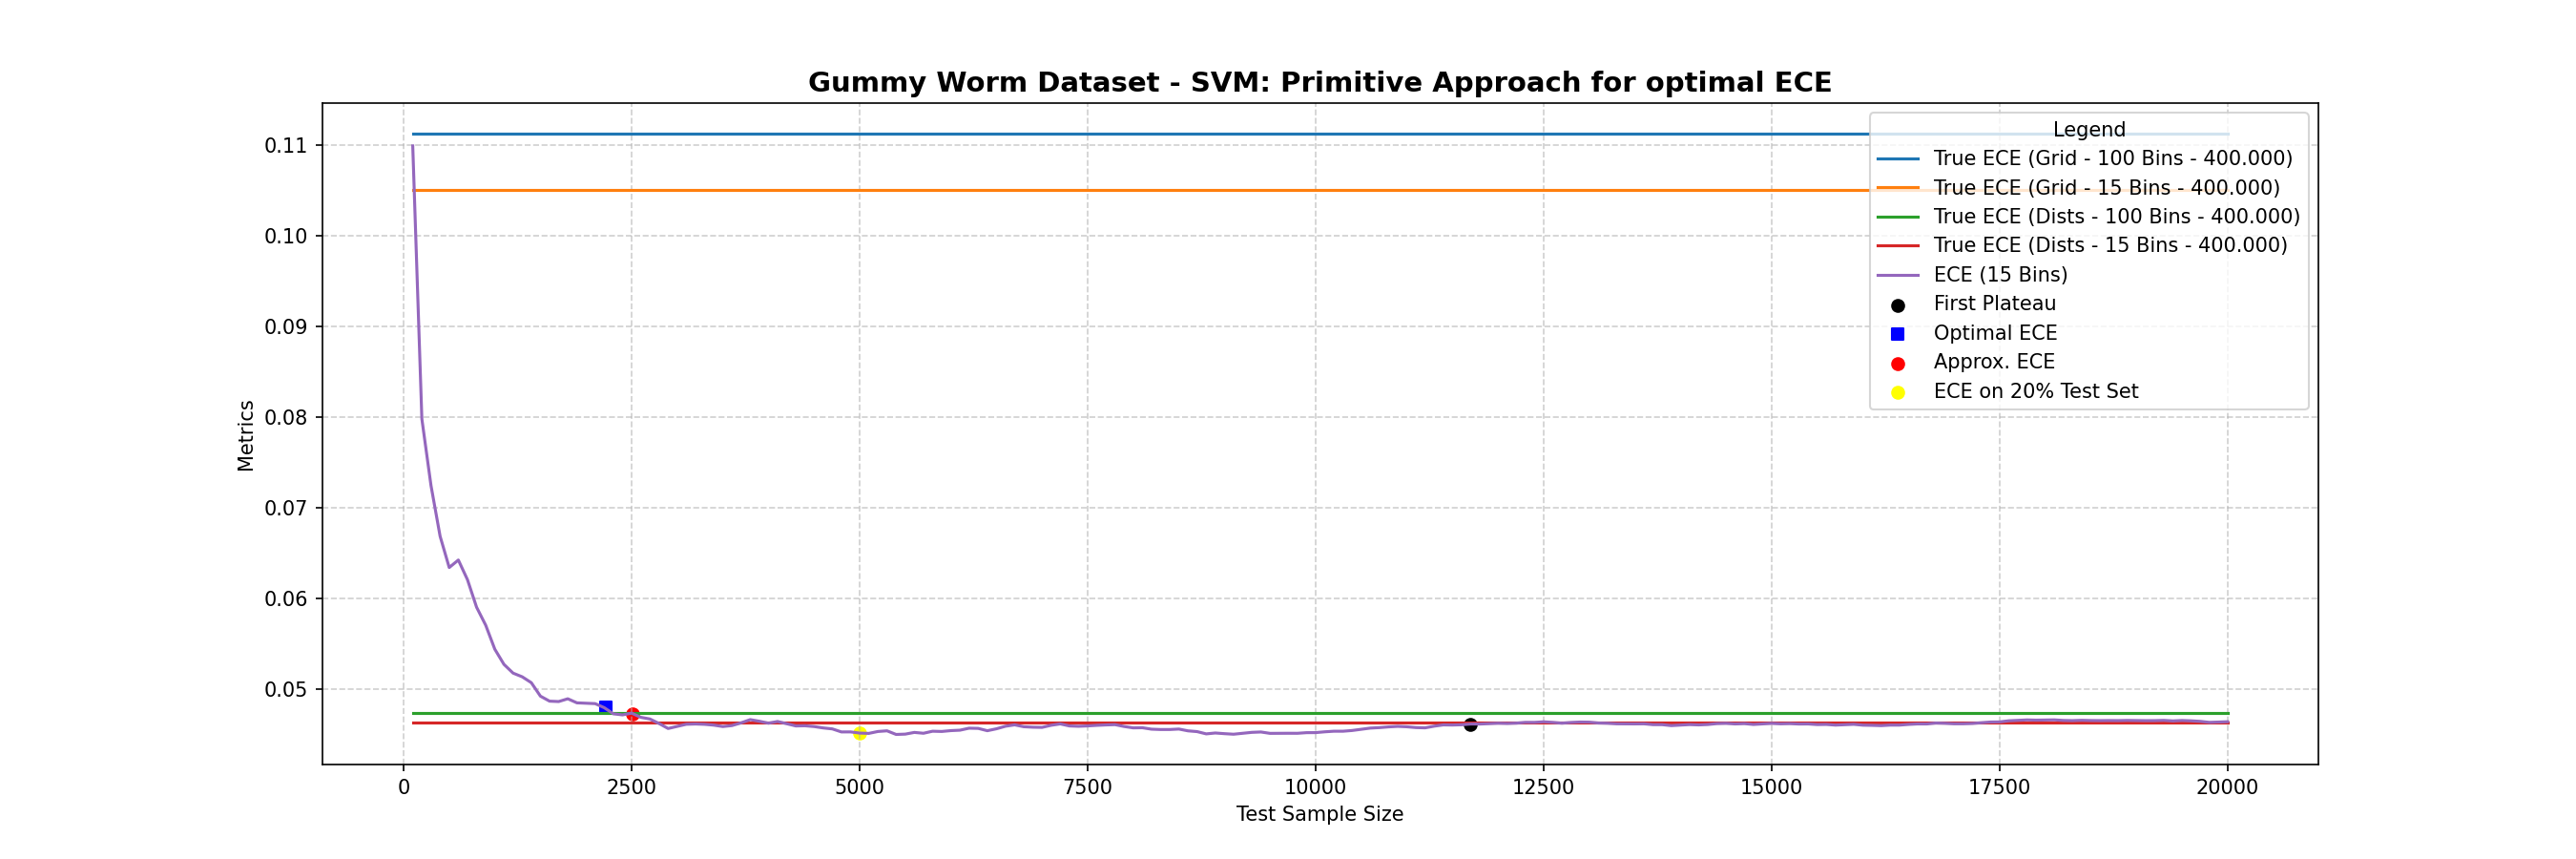 Gummy Worm Dataset - SVM: Primitive Approach for optimal ECE
Metrics
0.11
0.10
0.09
0.08
0.07
0.06
0.05
0
2500
5000
7500
10000
12500
15000
17500
20000
Test Sample Size
Legend
True ECE (Grid - 100 Bins - 400.000)
True ECE (Grid - 15 Bins - 400.000)
True ECE (Dists - 100 Bins - 400.000)
True ECE (Dists - 15 Bins - 400.000)
ECE (15 Bins)
First Plateau
Optimal ECE
Approx. ECE
ECE on 20% Test Set